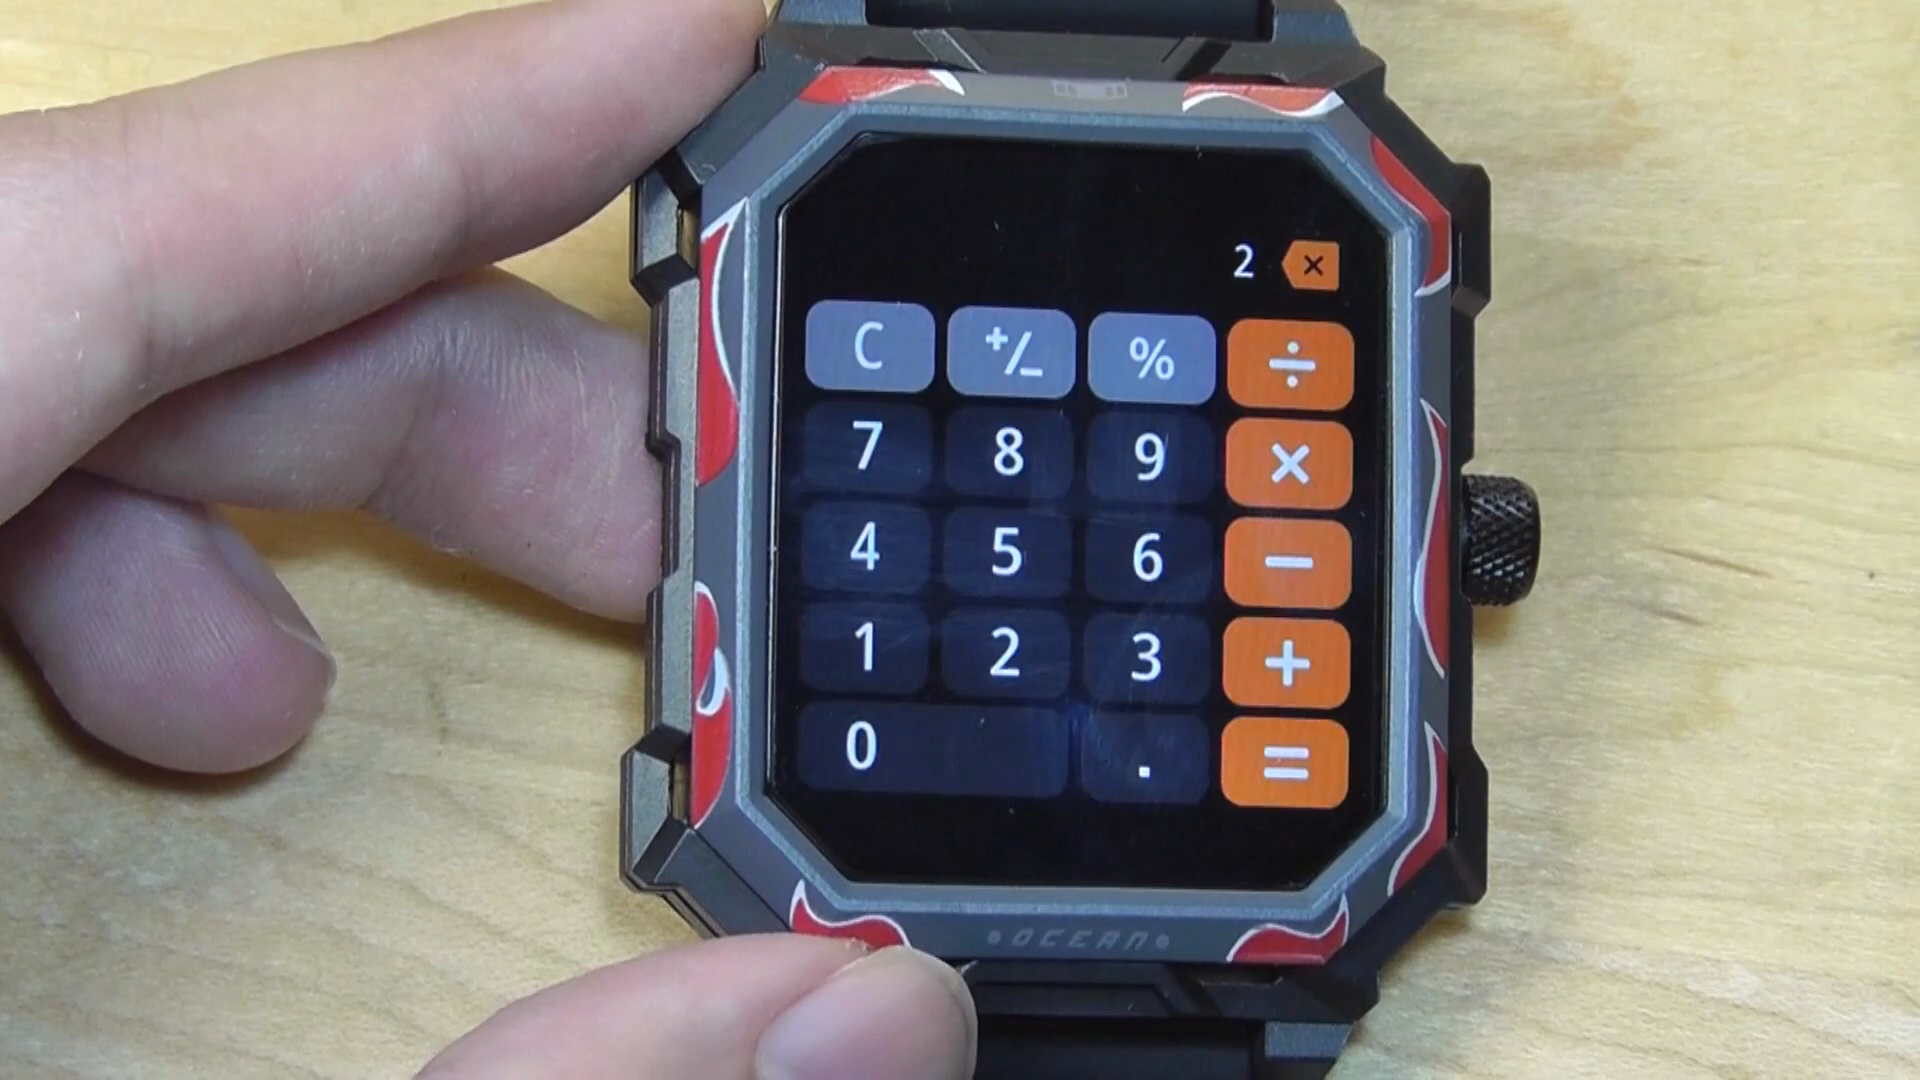 2 ×
C +/− % ÷
7 8 9 ×
4 5 6 −
1 2 3 +
0 . =
OCEAN